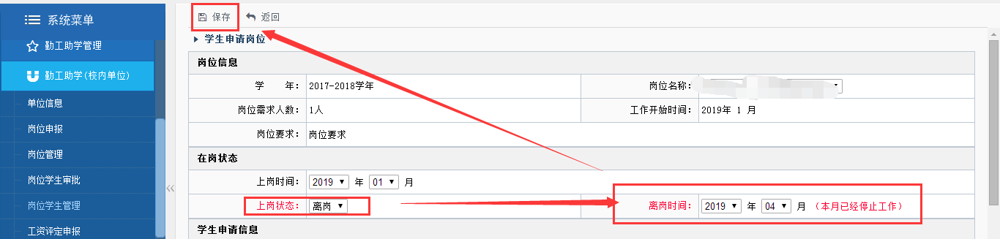 系统菜单
勤工助学管理
勤工助学(校内单位)
单位信息
岗位申报
岗位管理
岗位学生审批
岗位学生管理
工资评定申报
保存 返回
学生申请岗位
岗位信息
学 年： 2017-2018学年 岗位名称：
岗位需求人数： 1人 工作开始时间： 2019年 1 月
岗位要求： 岗位要求
在岗状态
上岗时间： 2019 年 01 月
上岗状态： 离岗 离岗时间： 2019 年 04 月 (本月已经停止工作)
学生申请信息